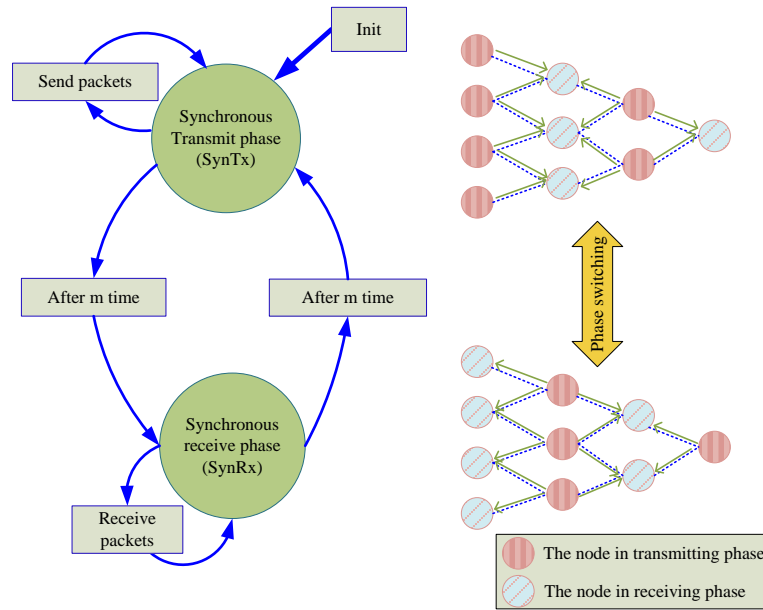 Init
Send packets
Synchronous
Transmit phase
(SynTx)
After m time
After m time
Synchronous
receive phase
(SynRx)
Receive
packets
Phase switching
The node in transmitting phase
The node in receiving phase